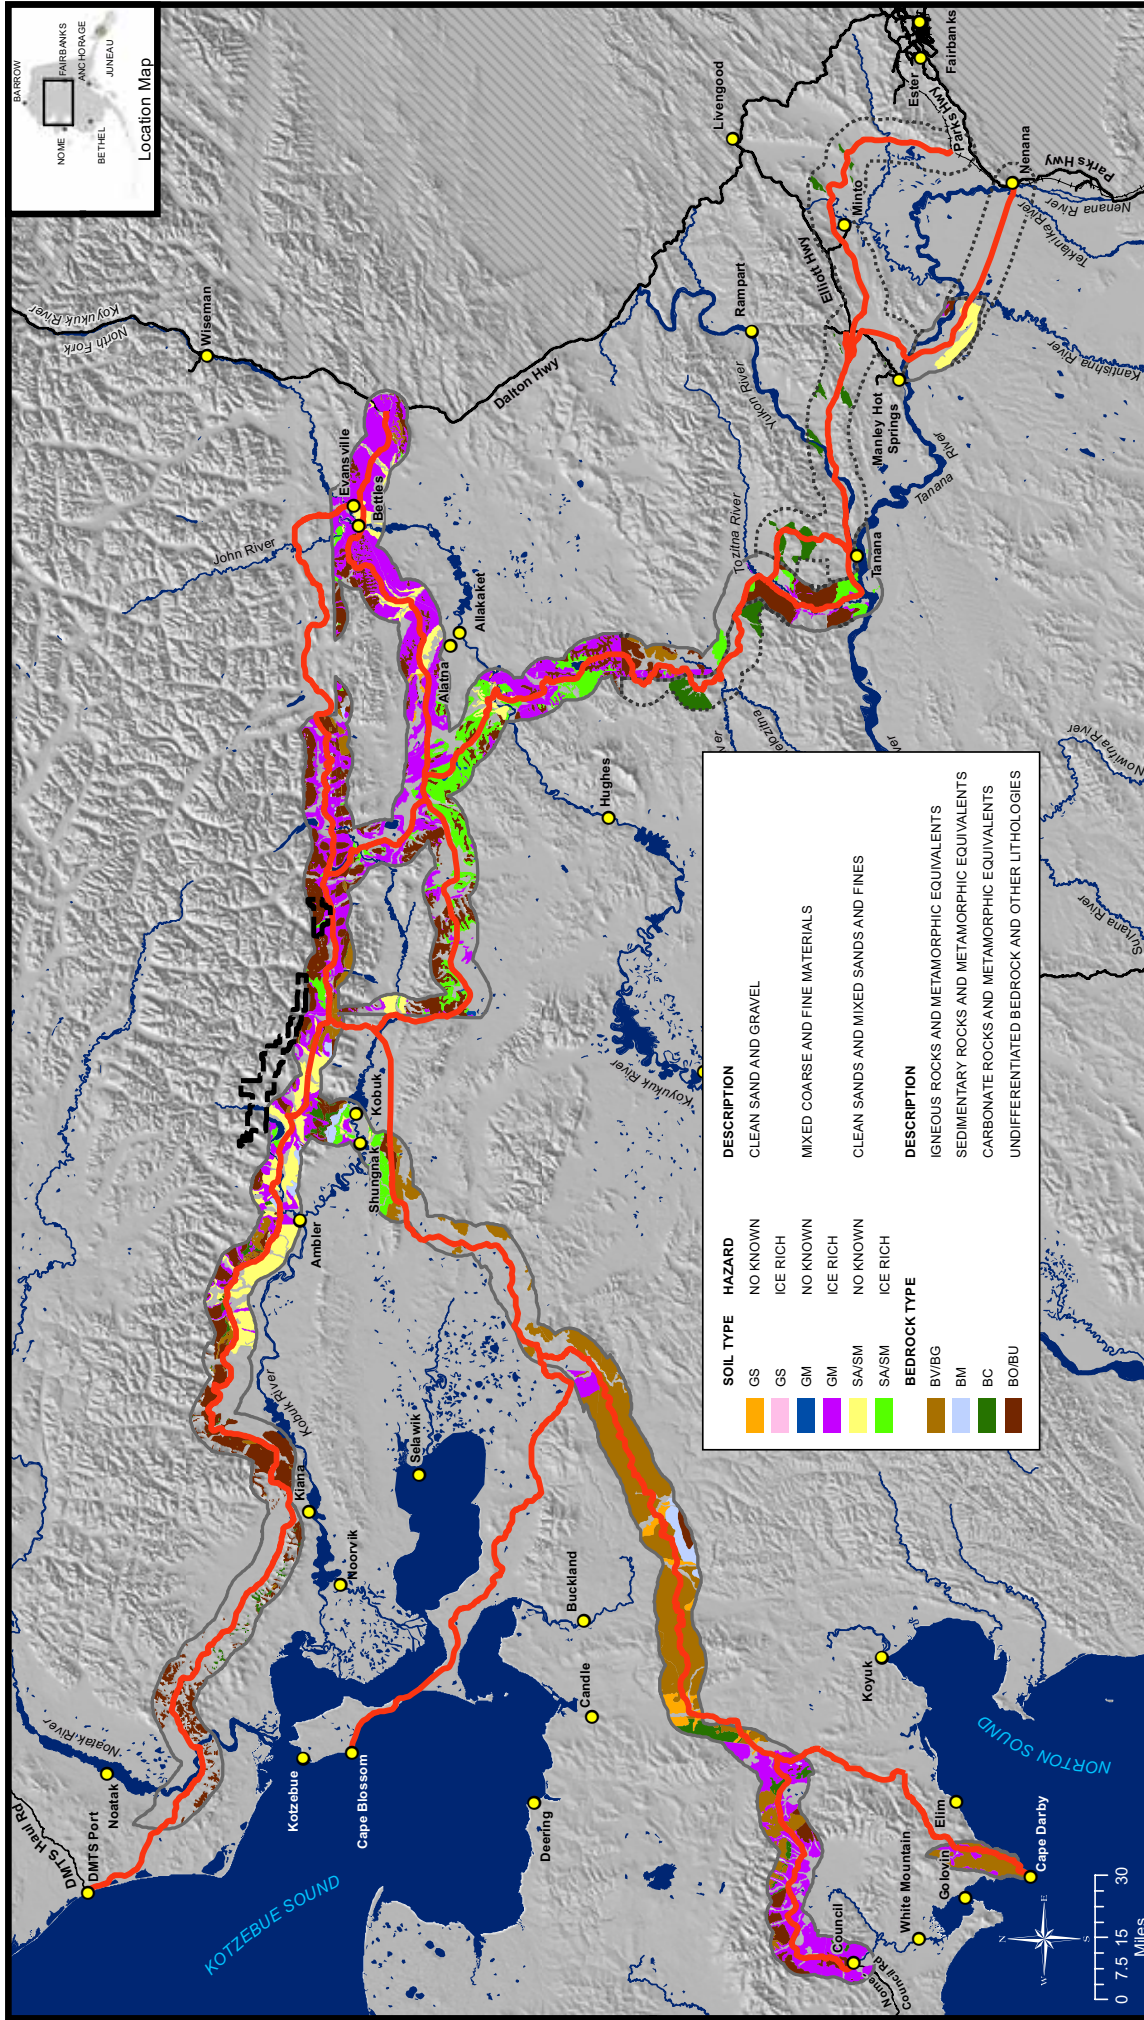 BARROW
NOME
FAIRBANKS
ANCHORAGE
BETHEL
JUNEAU
Location Map
DMTS Haul Rd
DMTS Port
Noatak
Noatak River
Kotzebue
Cape Blossom
KOTZEBUE SOUND
Deering
Candle
Buckland
Selawik
Noorvik
Kiana
Kobuk River
Ambler
Shungnak
Kobuk
Koyukuk River
Hughes
Alatna
Allakaket
John River
Bettles
Evansville
Wiseman
North Fork
Koyukuk River
Dalton Hwy
Livengood
Fairbanks
Ester
Parks Hwy
Nenana
Parks Hwy
Nenana River
Teklanika River
Kantishna River
Minto
Elliott Hwy
Rampart
Yukon River
Manley Hot
Springs
Tanana
River
Tanana
Tozitna River
Nowitna River
Sulatna River
Koyuk
NORTON SOUND
Elim
Cape Darby
Golovin
White Mountain
Council
Nome-
Council Rd
N
E
S
W
0 7.5 15 30
Miles
SOIL TYPE HAZARD DESCRIPTION
GS NO KNOWN CLEAN SAND AND GRAVEL
GS ICE RICH
GM NO KNOWN MIXED COARSE AND FINE MATERIALS
GM ICE RICH
SA/SM NO KNOWN CLEAN SANDS AND MIXED SANDS AND FINES
SA/SM ICE RICH
BEDROCK TYPE DESCRIPTION
BV/BG IGNEOUS ROCKS AND METAMORPHIC EQUIVALENTS
BM SEDIMENTARY ROCKS AND METAMORPHIC EQUIVALENTS
BC CARBONATE ROCKS AND METAMORPHIC EQUIVALENTS
BO/BU UNDIFFERENTIATED BEDROCK AND OTHER LITHOLOGIES